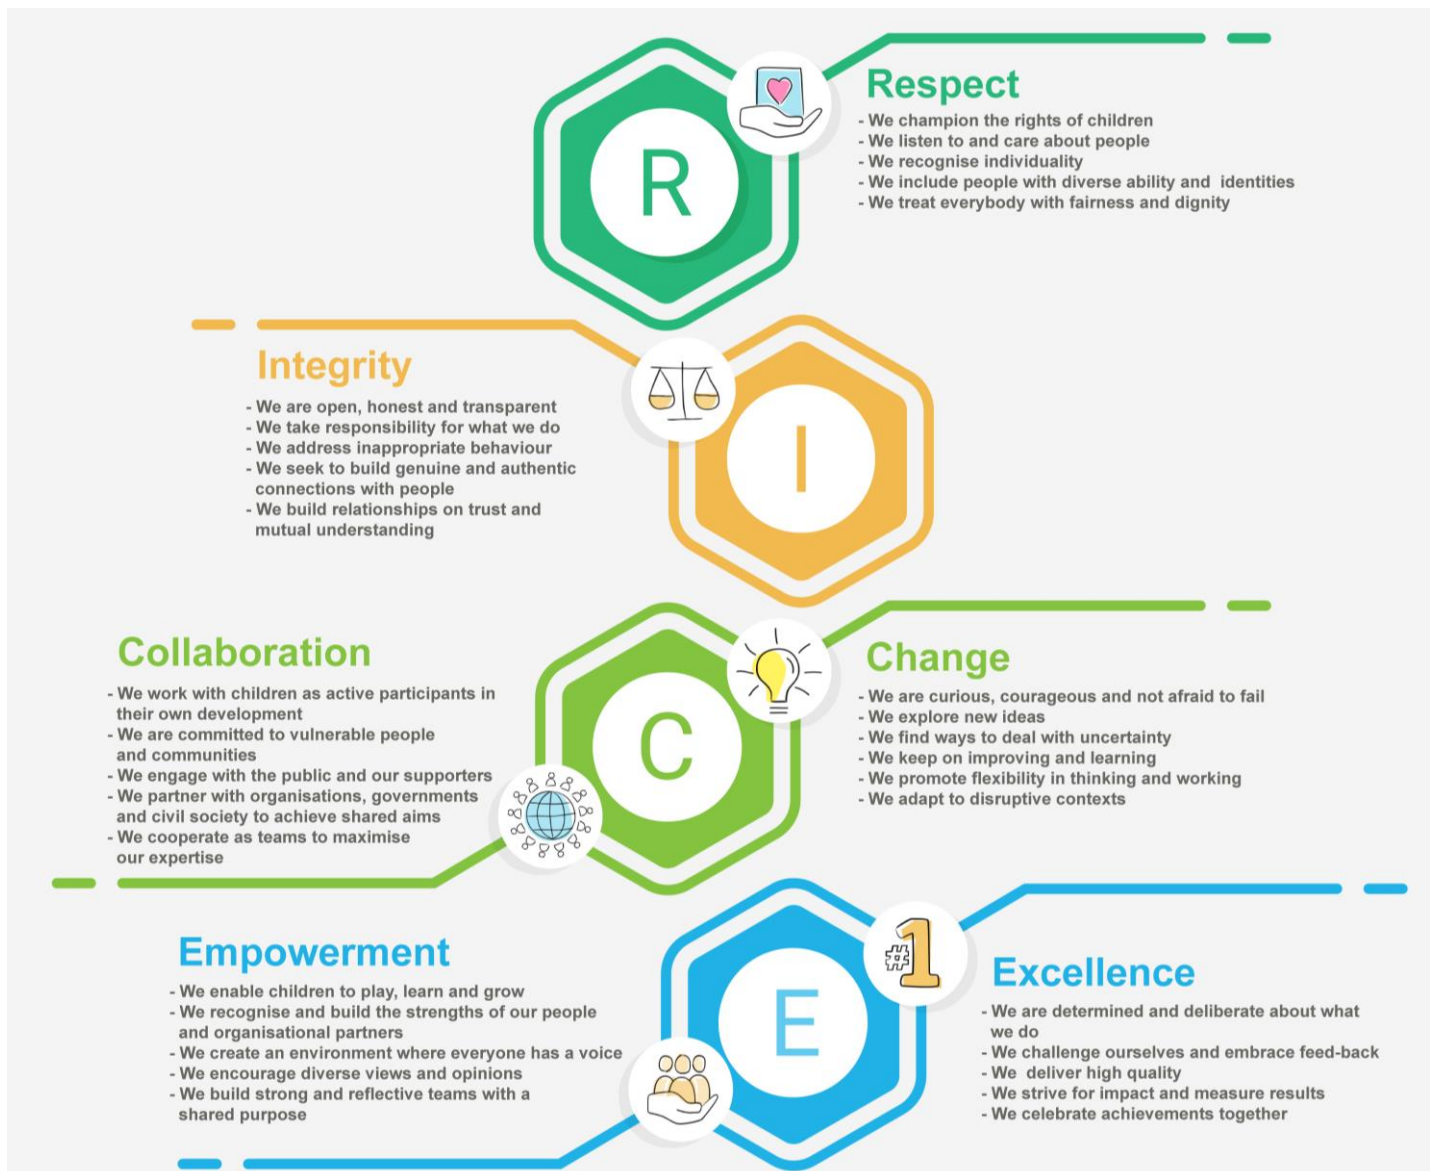 R
Respect
- We champion the rights of children
- We listen to and care about people
- We recognise individuality
- We include people with diverse ability and identities
- We treat everybody with fairness and dignity
Integrity
- We are open, honest and transparent
- We take responsibility for what we do
- We address inappropriate behaviour
- We seek to build genuine and authentic
connections with people
- We build relationships on trust and
mutual understanding
I
Collaboration
- We work with children as active participants in
their own development
- We are committed to vulnerable people
and communities
- We engage with the public and our supporters
- We partner with organisations, governments
and civil society to achieve shared aims
- We cooperate as teams to maximise
our expertise
C
Change
- We are curious, courageous and not afraid to fail
- We explore new ideas
- We find ways to deal with uncertainty
- We keep on improving and learning
- We promote flexibility in thinking and working
- We adapt to disruptive contexts
Empowerment
- We enable children to play, learn and grow
- We recognise and build the strengths of our people
and organisational partners
- We create an environment where everyone has a voice
- We encourage diverse views and opinions
- We build strong and reflective teams with a
shared purpose
E
#1
Excellence
- We are determined and deliberate about what
we do
- We challenge ourselves and embrace feed-back
- We deliver high quality
- We strive for impact and measure results
- We celebrate achievements together